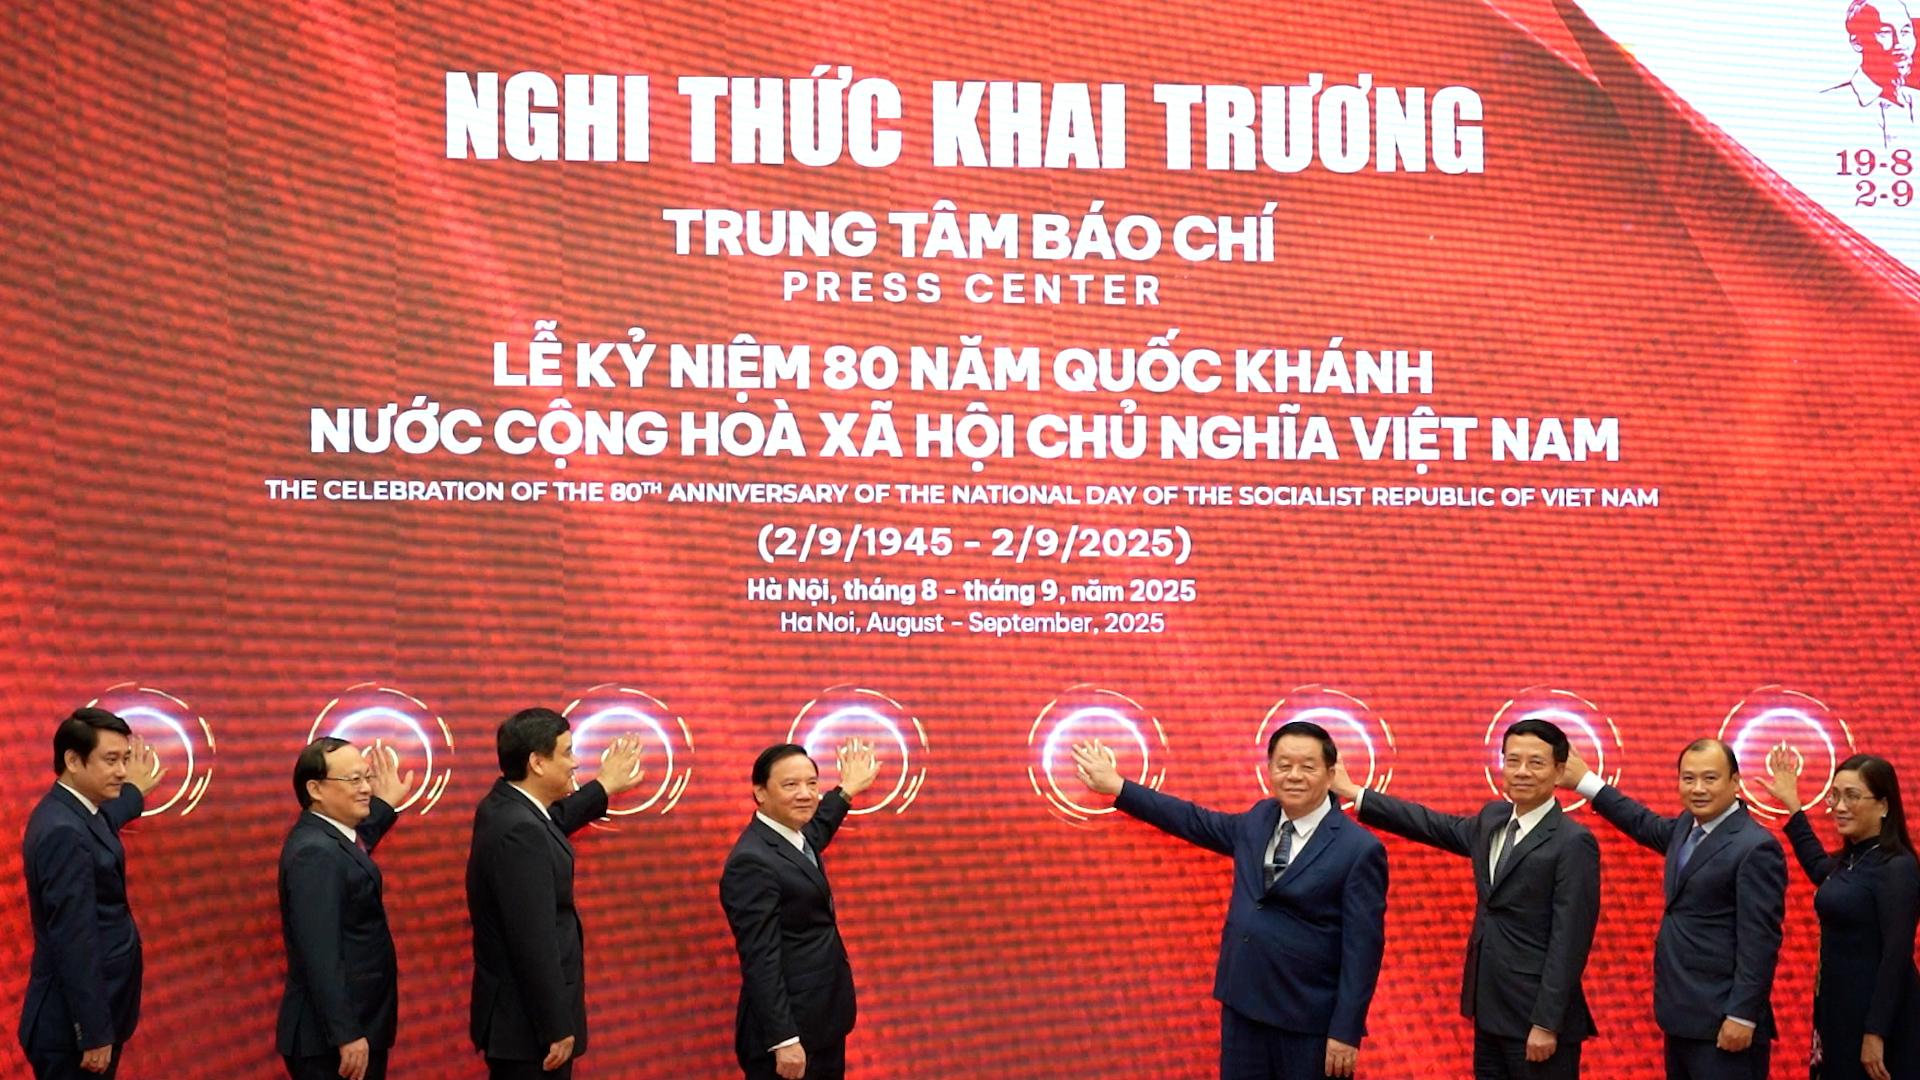 NGHI THỨC KHAI TRƯƠNG
TRUNG TÂM BÁO CHÍ
PRESS CENTER
LỄ KỶ NIỆM 80 NĂM QUỐC KHÁNH
NƯỚC CỘNG HOÀ XÃ HỘI CHỦ NGHĨA VIỆT NAM
THE CELEBRATION OF THE 80TH ANNIVERSARY OF THE NATIONAL DAY OF THE SOCIALIST REPUBLIC OF VIET NAM
(2/9/1945 - 2/9/2025)
Hà Nội, tháng 8 - tháng 9, năm 2025
Ha Noi, August - September, 2025
19-8
2-9